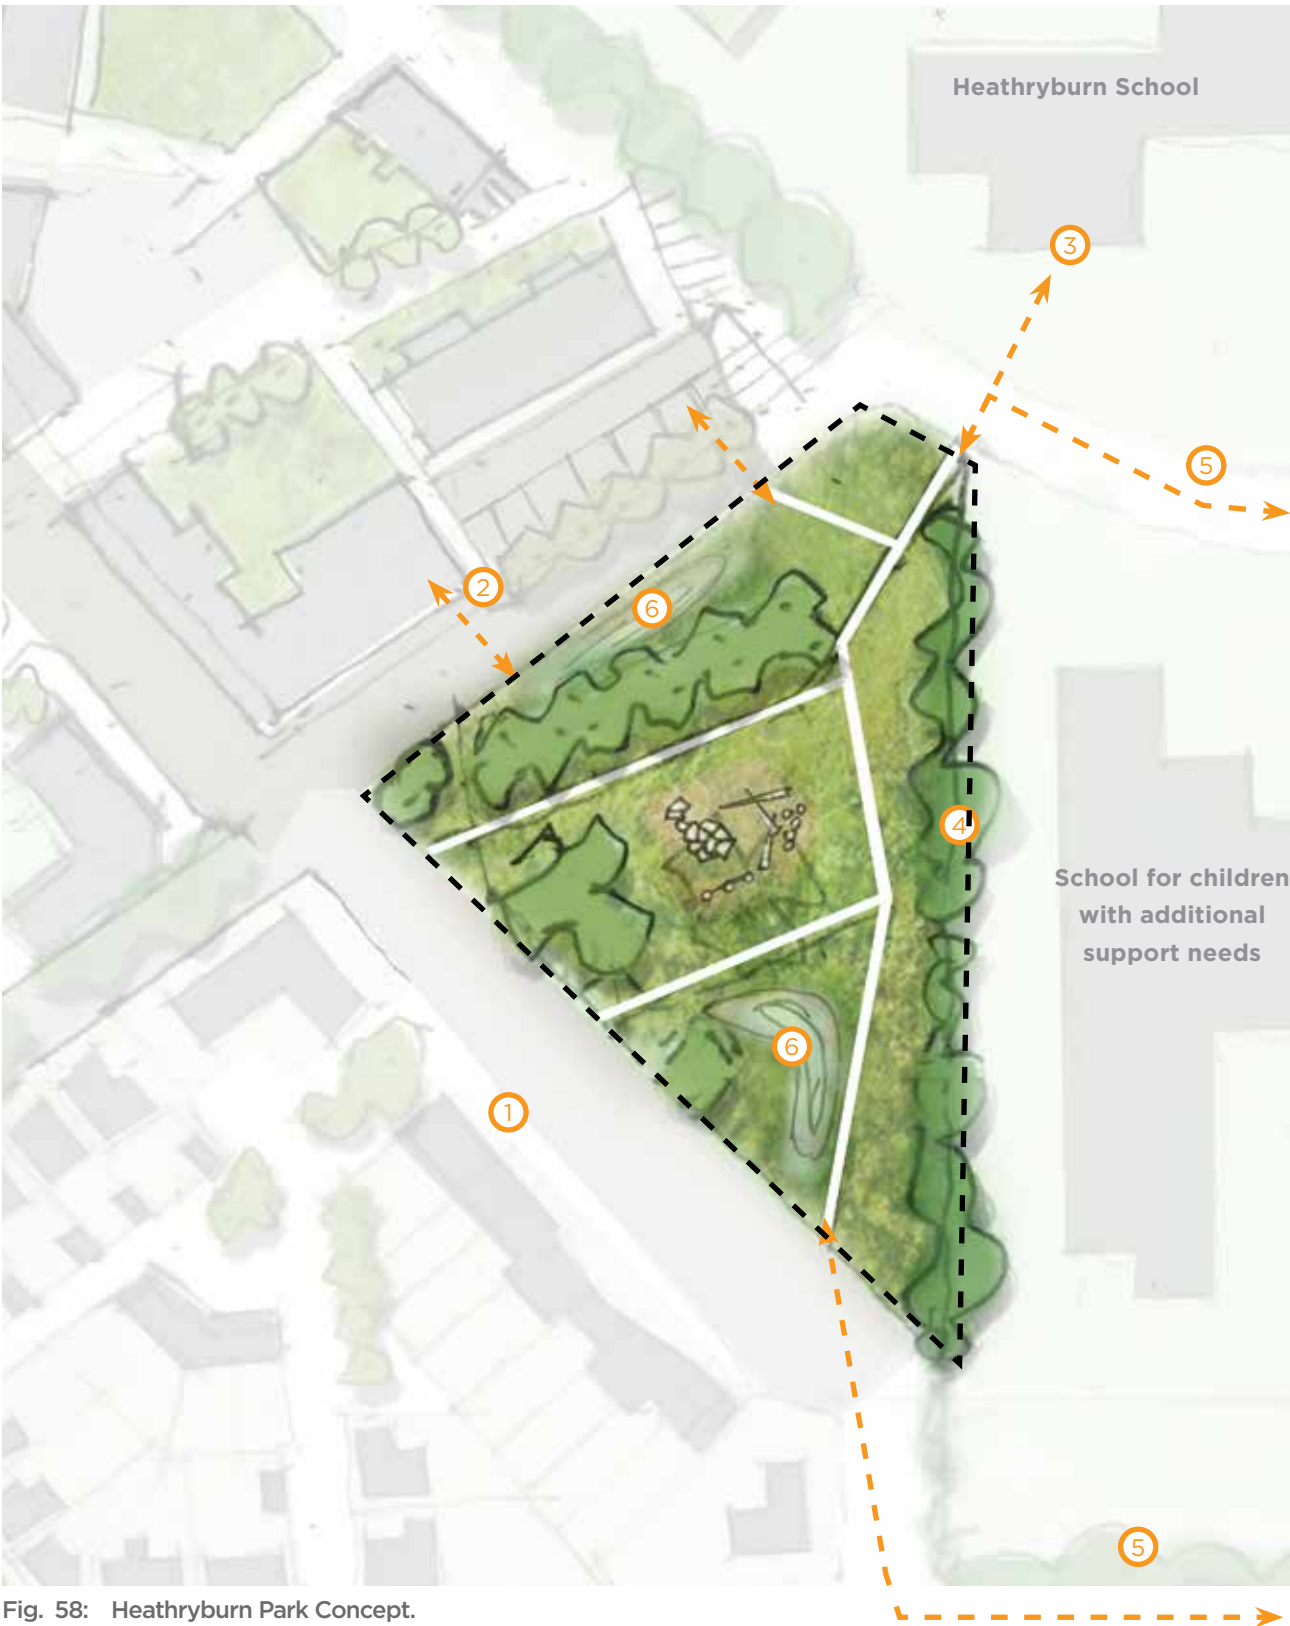 Heathryburn School
3
5
2
6
4
School for children
with additional
support needs
6
1
5
Fig. 58: Heathryburn Park Concept.